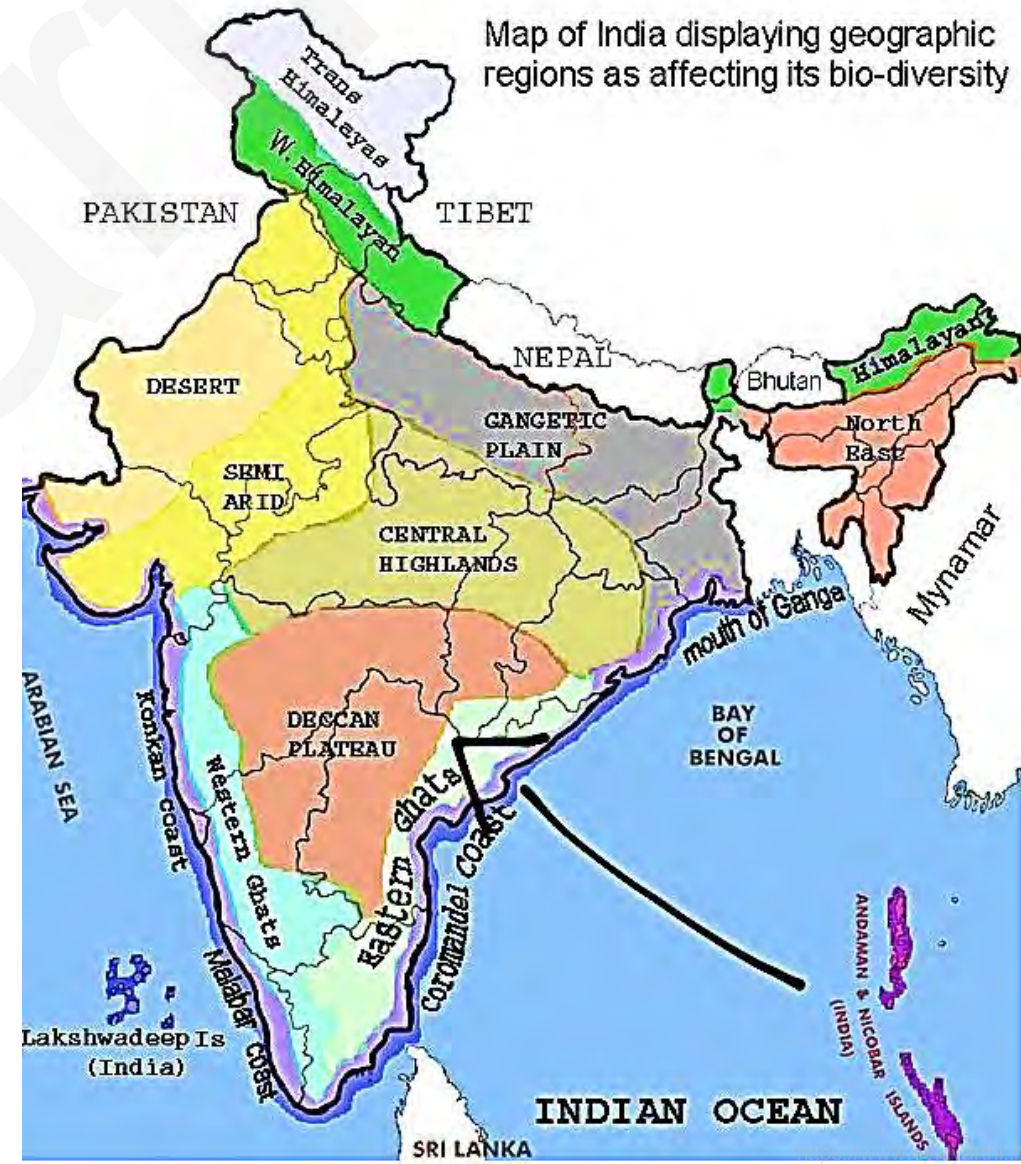 Map of India displaying geographic
regions as affecting its bio-diversity
Trans
Himalayas
W. Himalayan
PAKISTAN
TIBET
NEPAL
Bhutan
Himalayan
DESERT
GANGETIC
PLAIN
North
East
SEMI
ARID
CENTRAL
HIGHLANDS
Mynamar
mouth of Ganga
ARABIAN SEA
Konkan coast
DECCAN
PLATEAU
BAY
OF
BENGAL
Western Ghats
Eastern Ghats
Coromandel Coast
Malabar coast
ANDAMAN & NICOBAR ISLANDS
(INDIA)
Lakshwadeep Is
(India)
INDIAN OCEAN
SRI LANKA